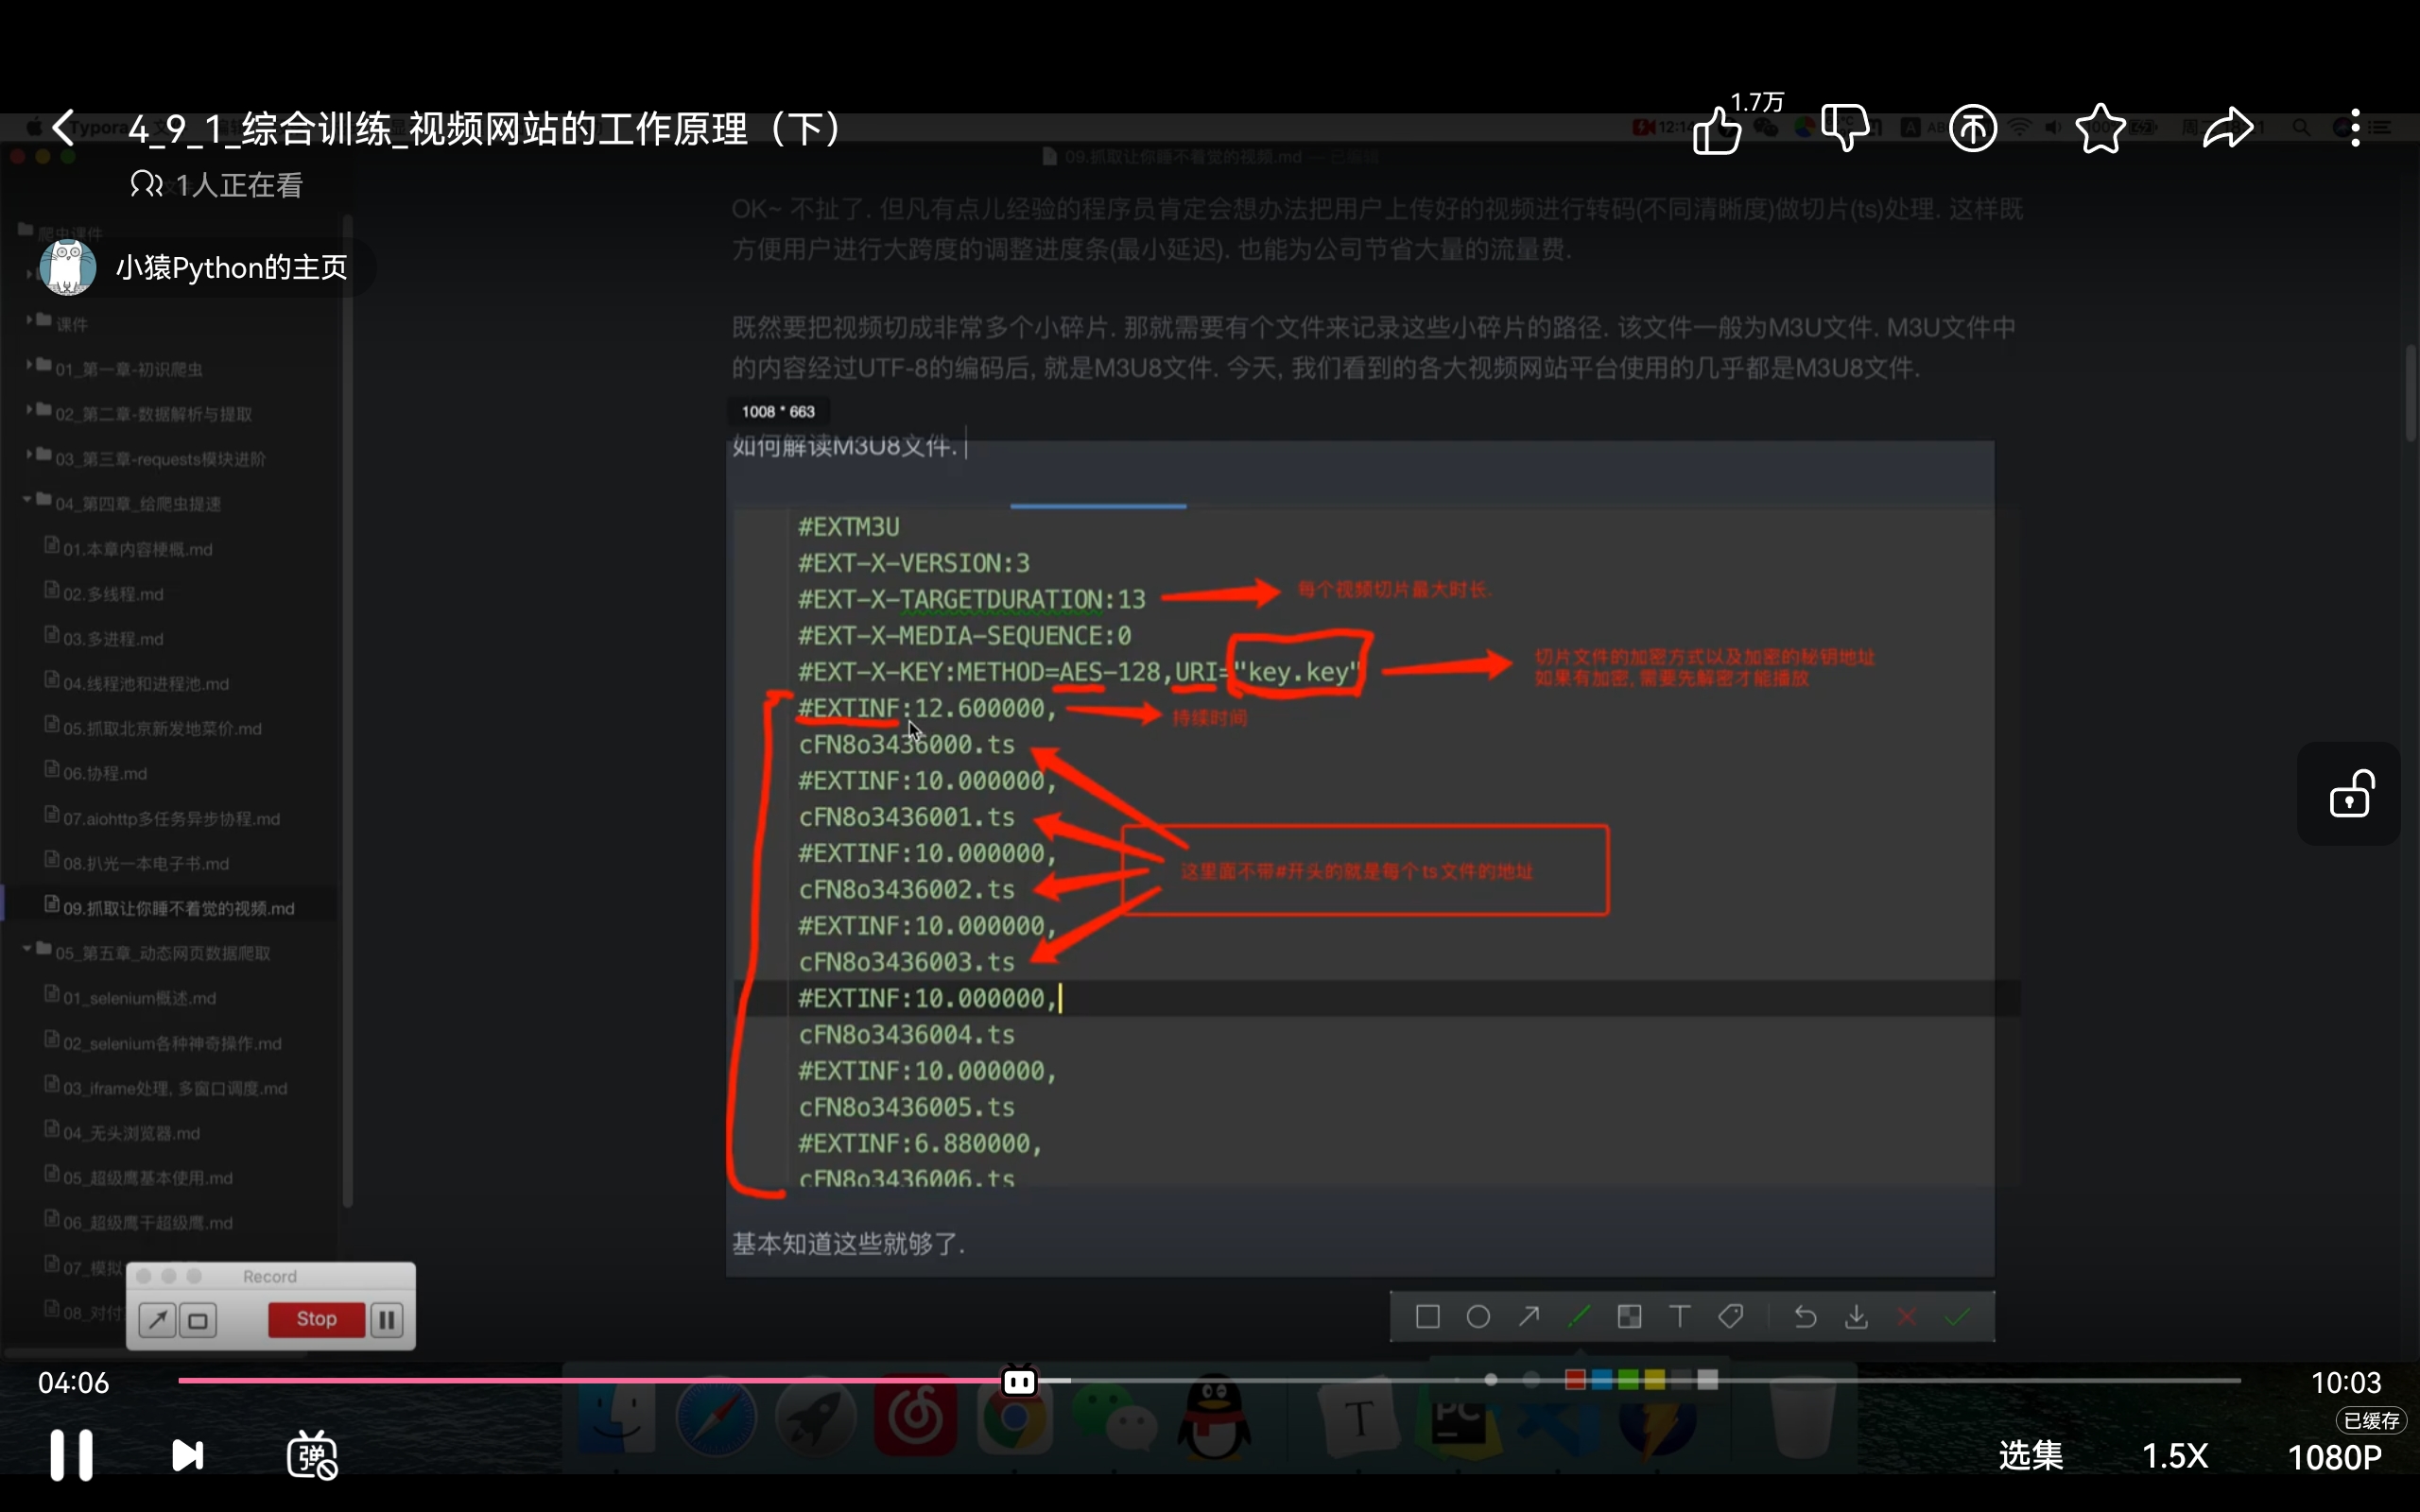 1.7万
4_9_1_综合训练_视频网站的工作原理（下）
Typora
12:1
09.抓取让你睡不着觉的视频.md — 已编辑
1人正在看
小猿Python的主页
爬虫课件
课件
01_第一章-初识爬虫
02_第二章-数据解析与提取
03_第三章-requests模块进阶
04_第四章_给爬虫提速
01.本章内容梗概.md
02.多线程.md
03.多进程.md
04.线程池和进程池.md
05.抓取北京新发地菜价.md
06.协程.md
07.aiohttp多任务异步协程.md
08.扒光一本电子书.md
09.抓取让你睡不着觉的视频.md
05_第五章_动态网页数据爬取
01_selenium概述.md
02_selenium各种神奇操作.md
03_iframe处理, 多窗口调度.md
04_无头浏览器.md
05_超级鹰基本使用.md
06_超级鹰干超级鹰.md
07_模拟
08_对付
OK~ 不扯了. 但凡有点儿经验的程序员肯定会想办法把用户上传好的视频进行转码(不同清晰度)做切片(ts)处理. 这样既
方便用户进行大跨度的调整进度条(最小延迟). 也能为公司节省大量的流量费.
既然要把视频切成非常多个小碎片. 那就需要有个文件来记录这些小碎片的路径. 该文件一般为M3U文件. M3U文件中
的内容经过UTF-8的编码后, 就是M3U8文件. 今天, 我们看到的各大视频网站平台使用的几乎都是M3U8文件.
1008 * 663
如何解读M3U8文件.
#EXTM3U
#EXT-X-VERSION:3
#EXT-X-TARGETDURATION:13
每个视频切片最大时长.
#EXT-X-MEDIA-SEQUENCE:0
#EXT-X-KEY:METHOD=AES-128,URI="key.key"
切片文件的加密方式以及加密的秘钥地址
如果有加密, 需要先解密才能播放
#EXTINF:12.600000,
持续时间
cFN8o3436000.ts
#EXTINF:10.000000,
cFN8o3436001.ts
#EXTINF:10.000000,
这里面不带#开头的就是每个ts文件的地址
cFN8o3436002.ts
#EXTINF:10.000000,
cFN8o3436003.ts
#EXTINF:10.000000,
cFN8o3436004.ts
#EXTINF:10.000000,
cFN8o3436005.ts
#EXTINF:6.880000,
cFN8o3436006.ts
基本知道这些就够了.
Record
Stop
04:06
10:03
已缓存
弹
选集
1.5X
1080P